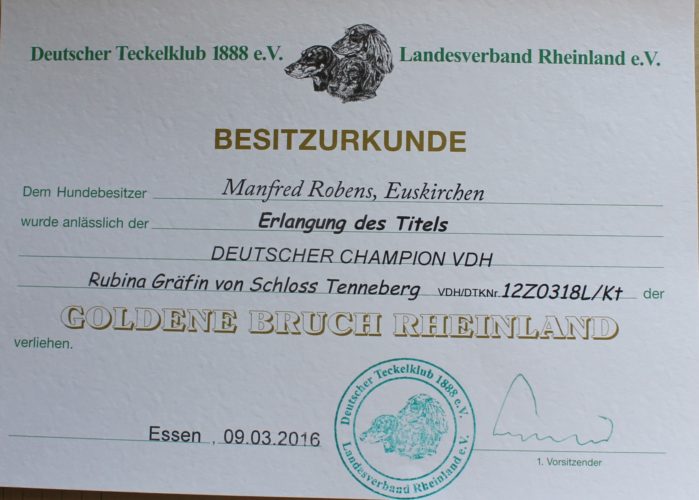 Deutscher Teckelklub 1888 e.V. Landesverband Rheinland e.V.
BESITZURKUNDE
Dem Hundebesitzer Manfred Robens, Euskirchen
wurde anlässlich der Erlangung des Titels
DEUTSCHER CHAMPION VDH
Rubina Gräfin von Schloss Tenneberg VDH/DTKNr. 12Z0318L/Kt der
GOLDENE BRUCH RHEINLAND
verliehen.
Deutscher Teckelklub 1888 e.V.
Landesverband Rheinland e.V.
Essen , 09.03.2016
1. Vorsitzender